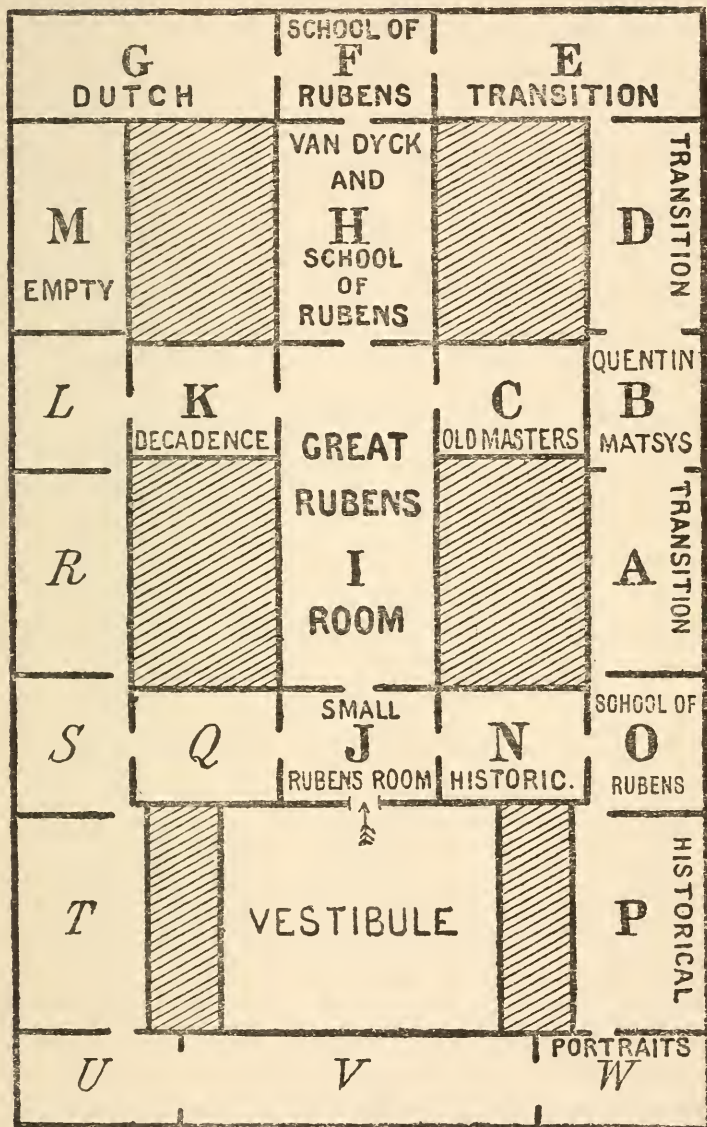 G
DUTCH
SCHOOL OF
F
RUBENS
E
TRANSITION
M
EMPTY
VAN DYCK
AND
H
SCHOOL
OF
RUBENS
D
TRANSITION
L
K
DECADENCE
GREAT
RUBENS
I
ROOM
C
OLD MASTERS
QUENTIN
B
MATSYS
R
A
TRANSITION
S
Q
SMALL
J
RUBENS ROOM
N
HISTORIC.
SCHOOL OF
O
RUBENS
T
VESTIBULE
P
HISTORICAL
U
V
PORTRAITS
W